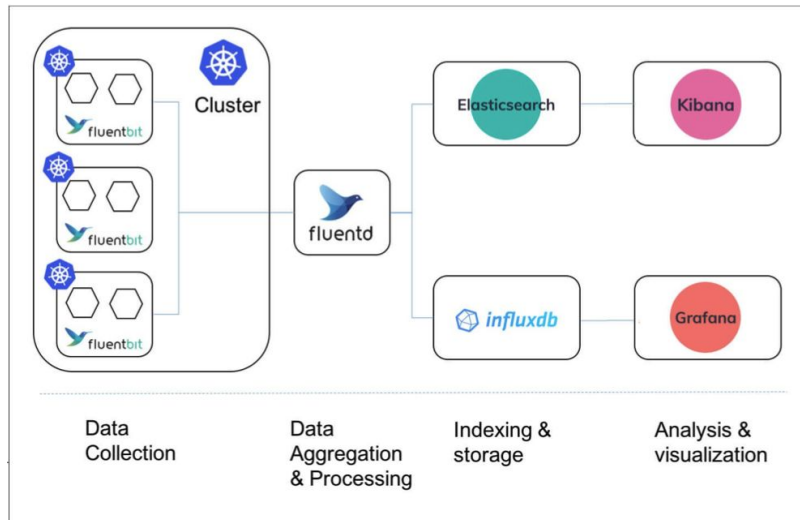 Cluster
fluentbit
fluentbit
fluentbit
fluentd
Elasticsearch
Kibana
influxdb
Grafana
Data
Collection
Data
Aggregation
& Processing
Indexing &
storage
Analysis &
visualization